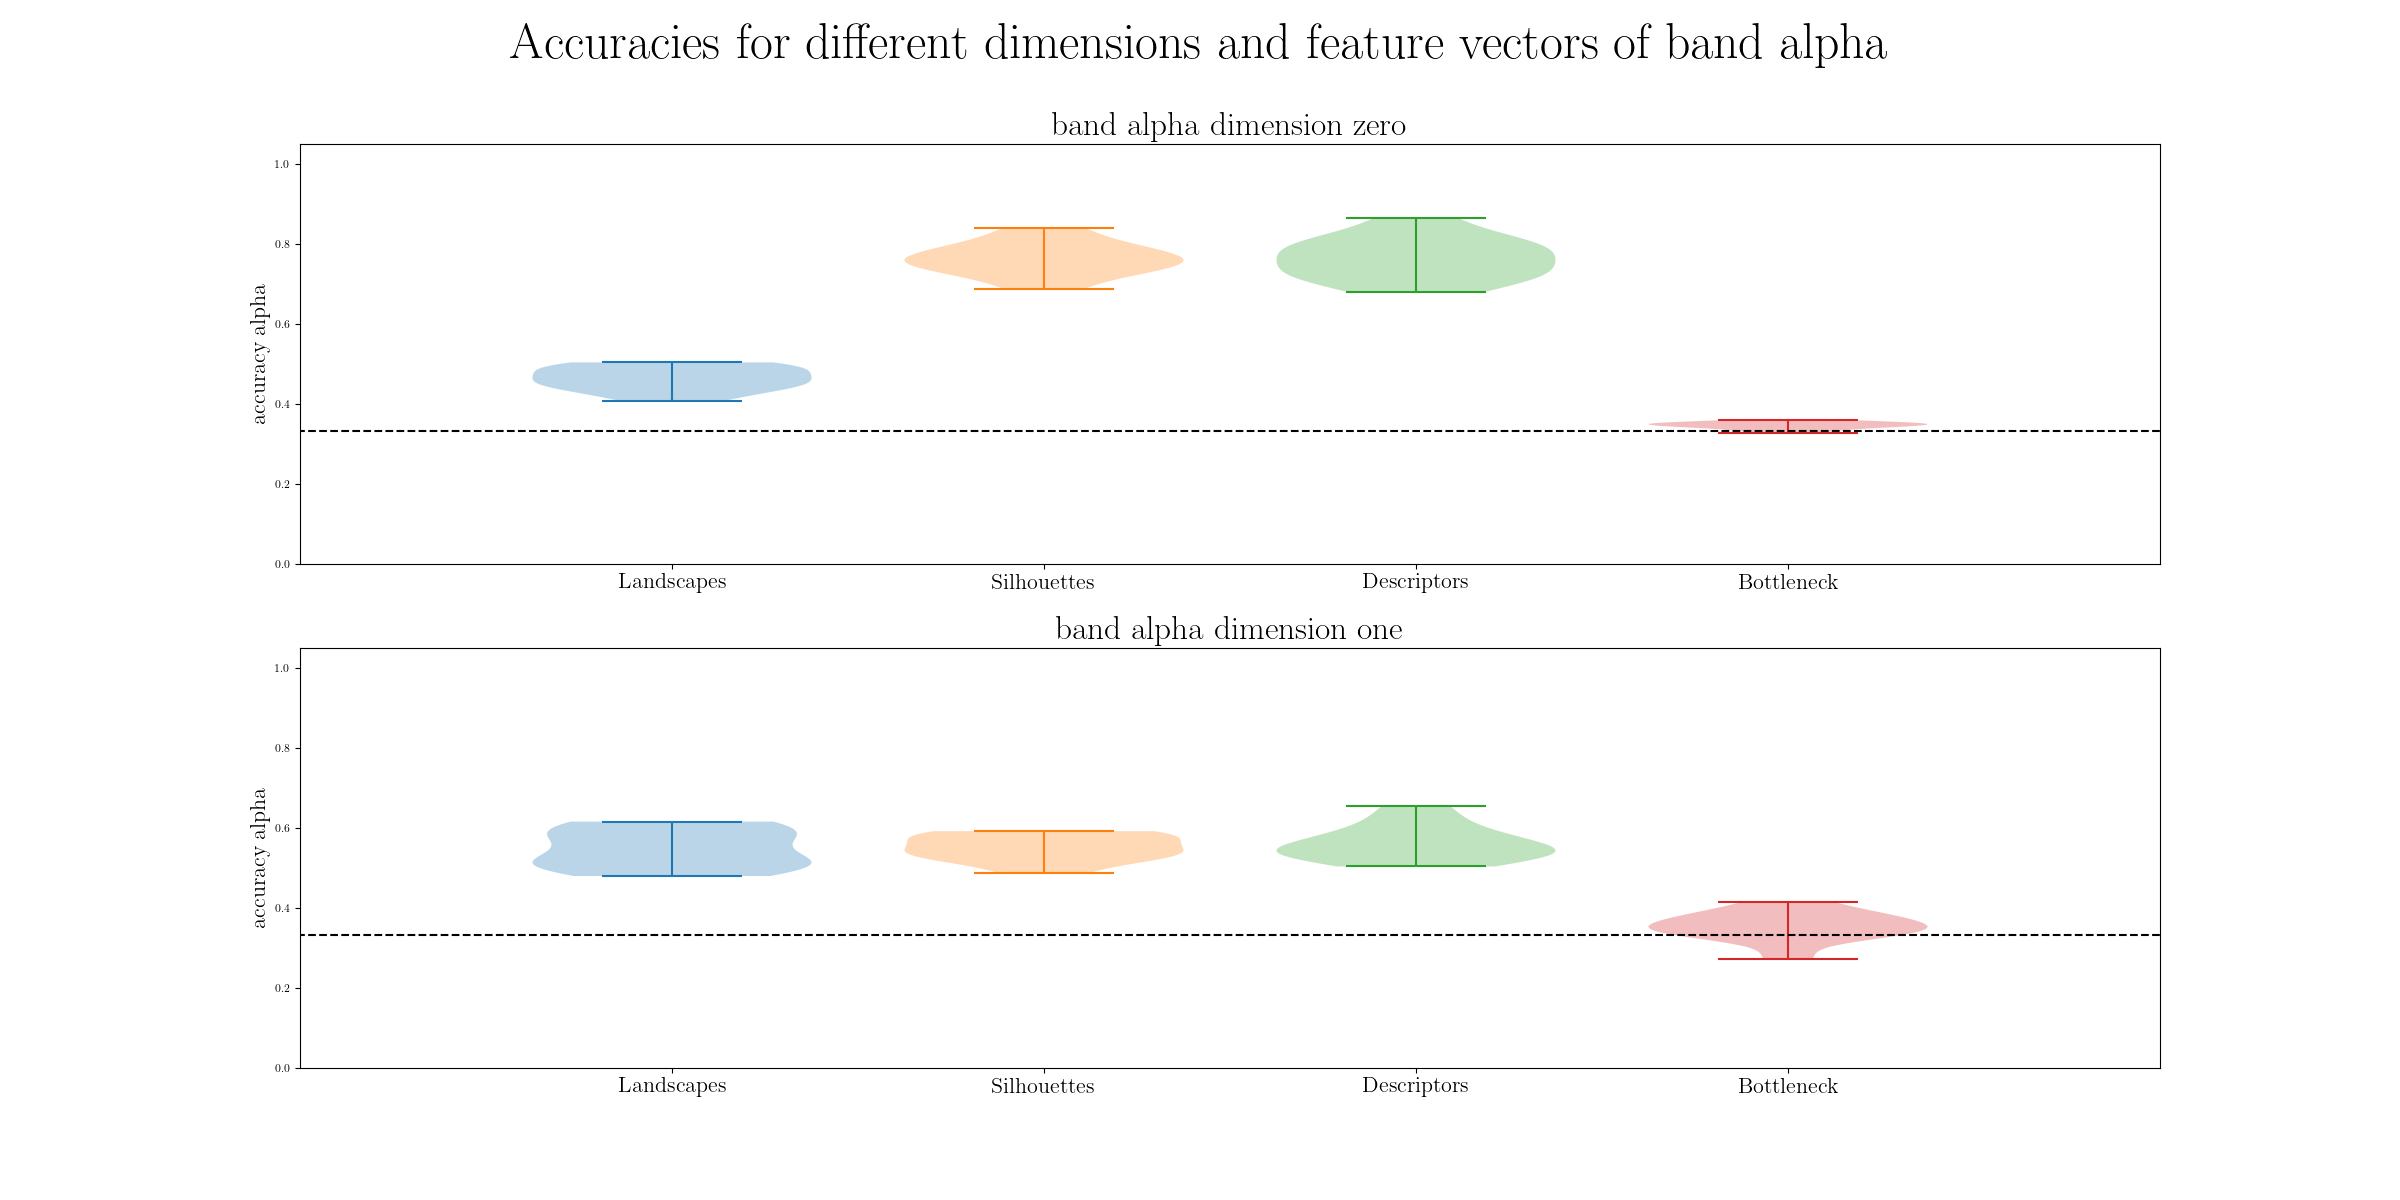 Accuracies for different dimensions and feature vectors of band alpha
band alpha dimension zero
1.0
0.8
0.6
0.4
0.2
0.0
accuracy alpha
Landscapes Silhouettes Descriptors Bottleneck
band alpha dimension one
1.0
0.8
0.6
0.4
0.2
0.0
accuracy alpha
Landscapes Silhouettes Descriptors Bottleneck